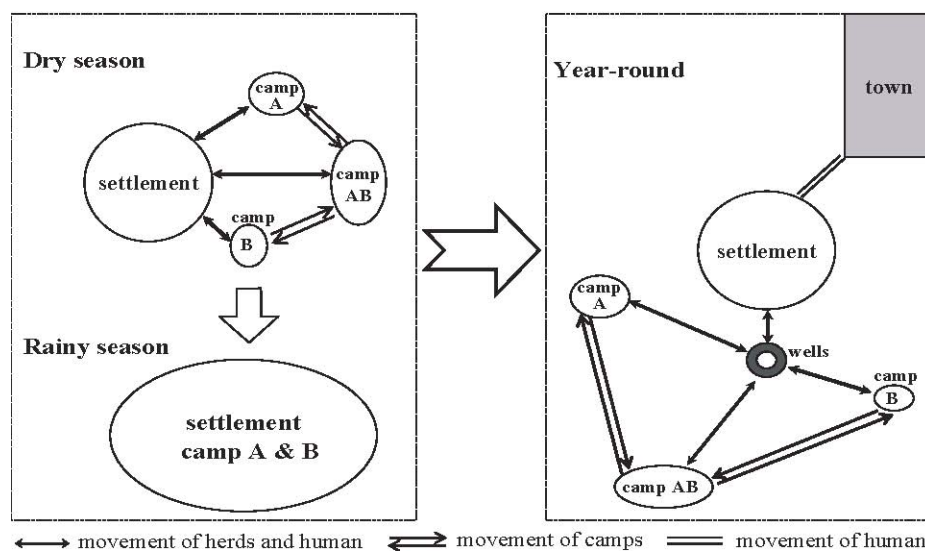 Dry season
camp
A
settlement
camp
AB
camp
B
Rainy season
settlement
camp A & B
Year-round
town
settlement
camp
A
wells
camp
B
camp AB
movement of herds and human
movement of camps
movement of human